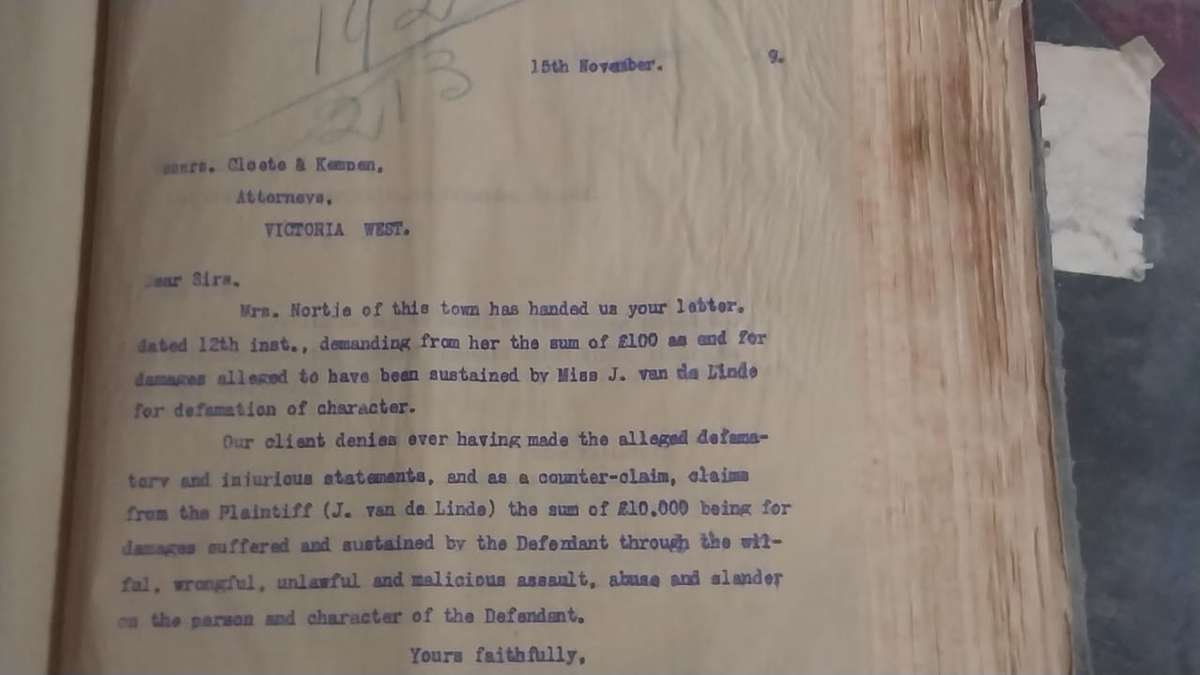 192
213
15th November. 9.
Messrs. Cloete & Kempen,
Attorneys,
VICTORIA WEST.
Dear Sirs,
Mrs. Nortje of this town has handed us your letter,
dated 12th inst., demanding from her the sum of £100 as and for
damages alleged to have been sustained by Miss J. van de Linde
for defamation of character.
Our client denies ever having made the alleged defama-
tory and injurious statements, and as a counter-claim, claims
from the Plaintiff (J. van de Linde) the sum of £10,000 being for
damages suffered and sustained by the Defendant through the wil-
ful, wrongful, unlawful and malicious assault, abuse and slander
on the person and character of the Defendant.
Yours faithfully,